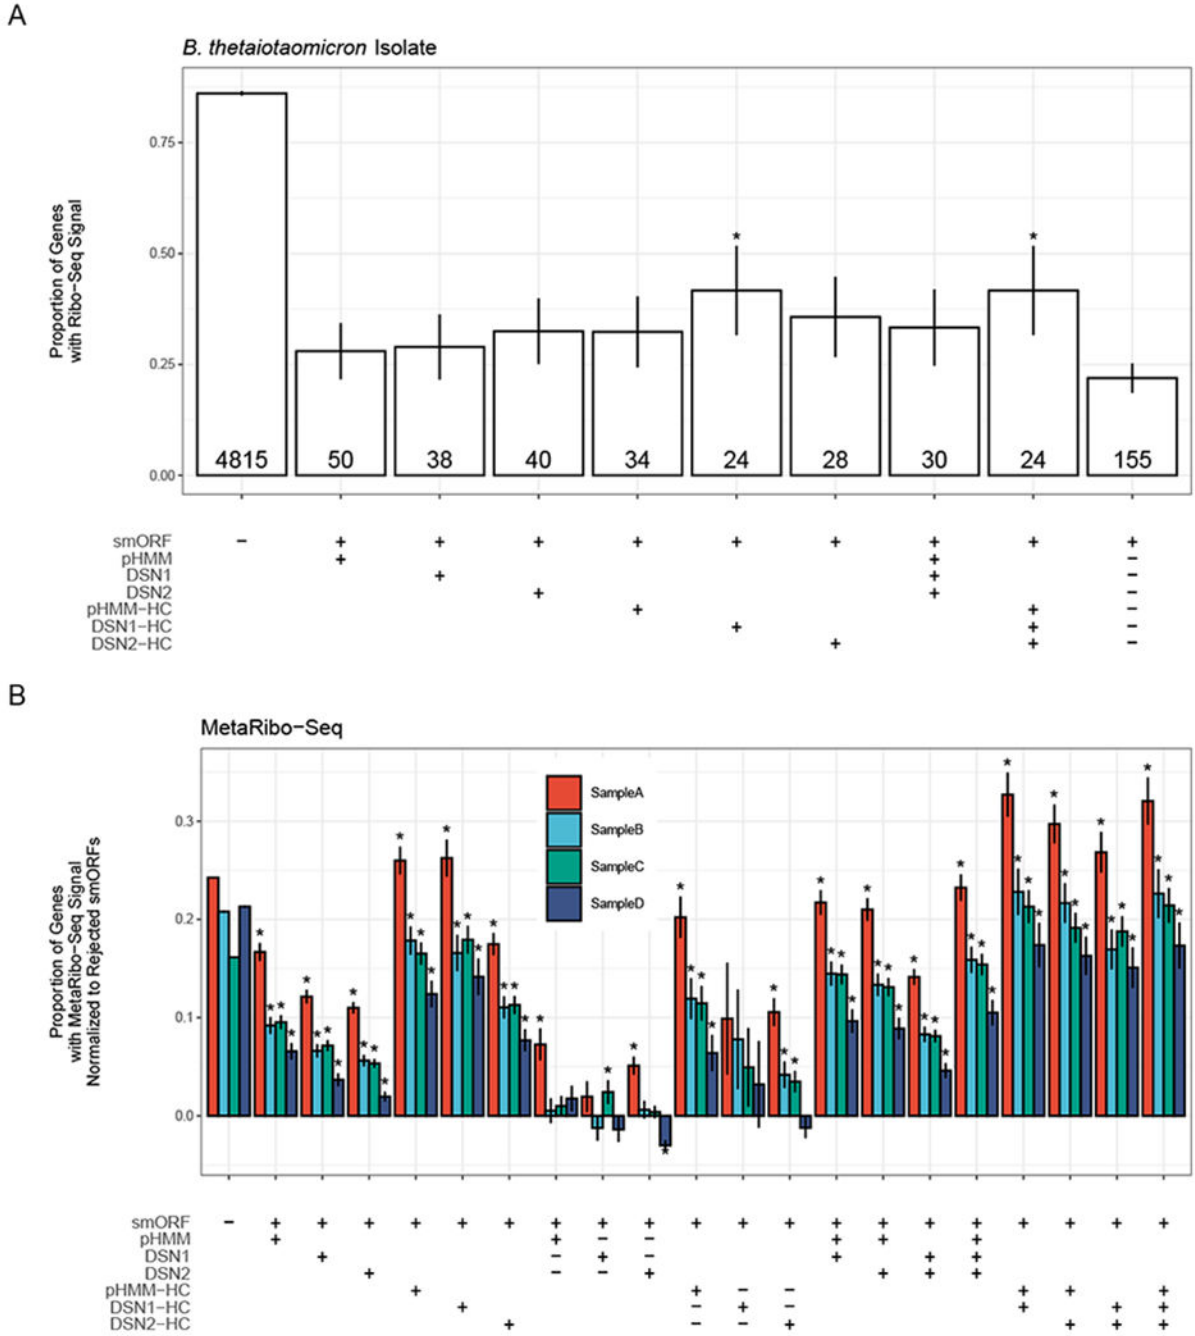 A
B. thetaiotaomicron Isolate
Proportion of Genes
with Ribo-Seq Signal
0.75
0.50
0.25
0.00
* *
4815 50 38 40 34 24 28 30 24 155
smORF − + + + + + + + + +
pHMM + + −
DSN1 + + −
DSN2 + + −
pHMM−HC + + −
DSN1−HC + + −
DSN2−HC + + −
B
MetaRibo−Seq
Proportion of Genes
with MetaRibo−Seq Signal
Normalized to Rejected smORFs
0.3
0.2
0.1
0.0
SampleA
SampleB
SampleC
SampleD
smORF − + + + + + + + + + + + + + + + + + + + +
pHMM + + − − + + +
DSN1 + − + − + + +
DSN2 + − − + + + +
pHMM−HC + + − − + + +
DSN1−HC + − + − + + +
DSN2−HC + − − + + + +